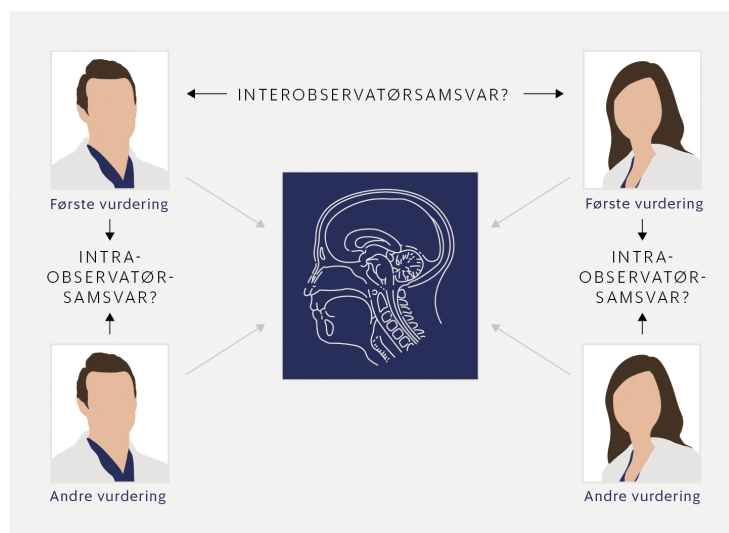 INTEROBSERVATØRSAMSVAR?
Første vurdering
Første vurdering
INTRA-
OBSERVATØR-
SAMSVAR?
INTRA-
OBSERVATØR-
SAMSVAR?
Andre vurdering
Andre vurdering